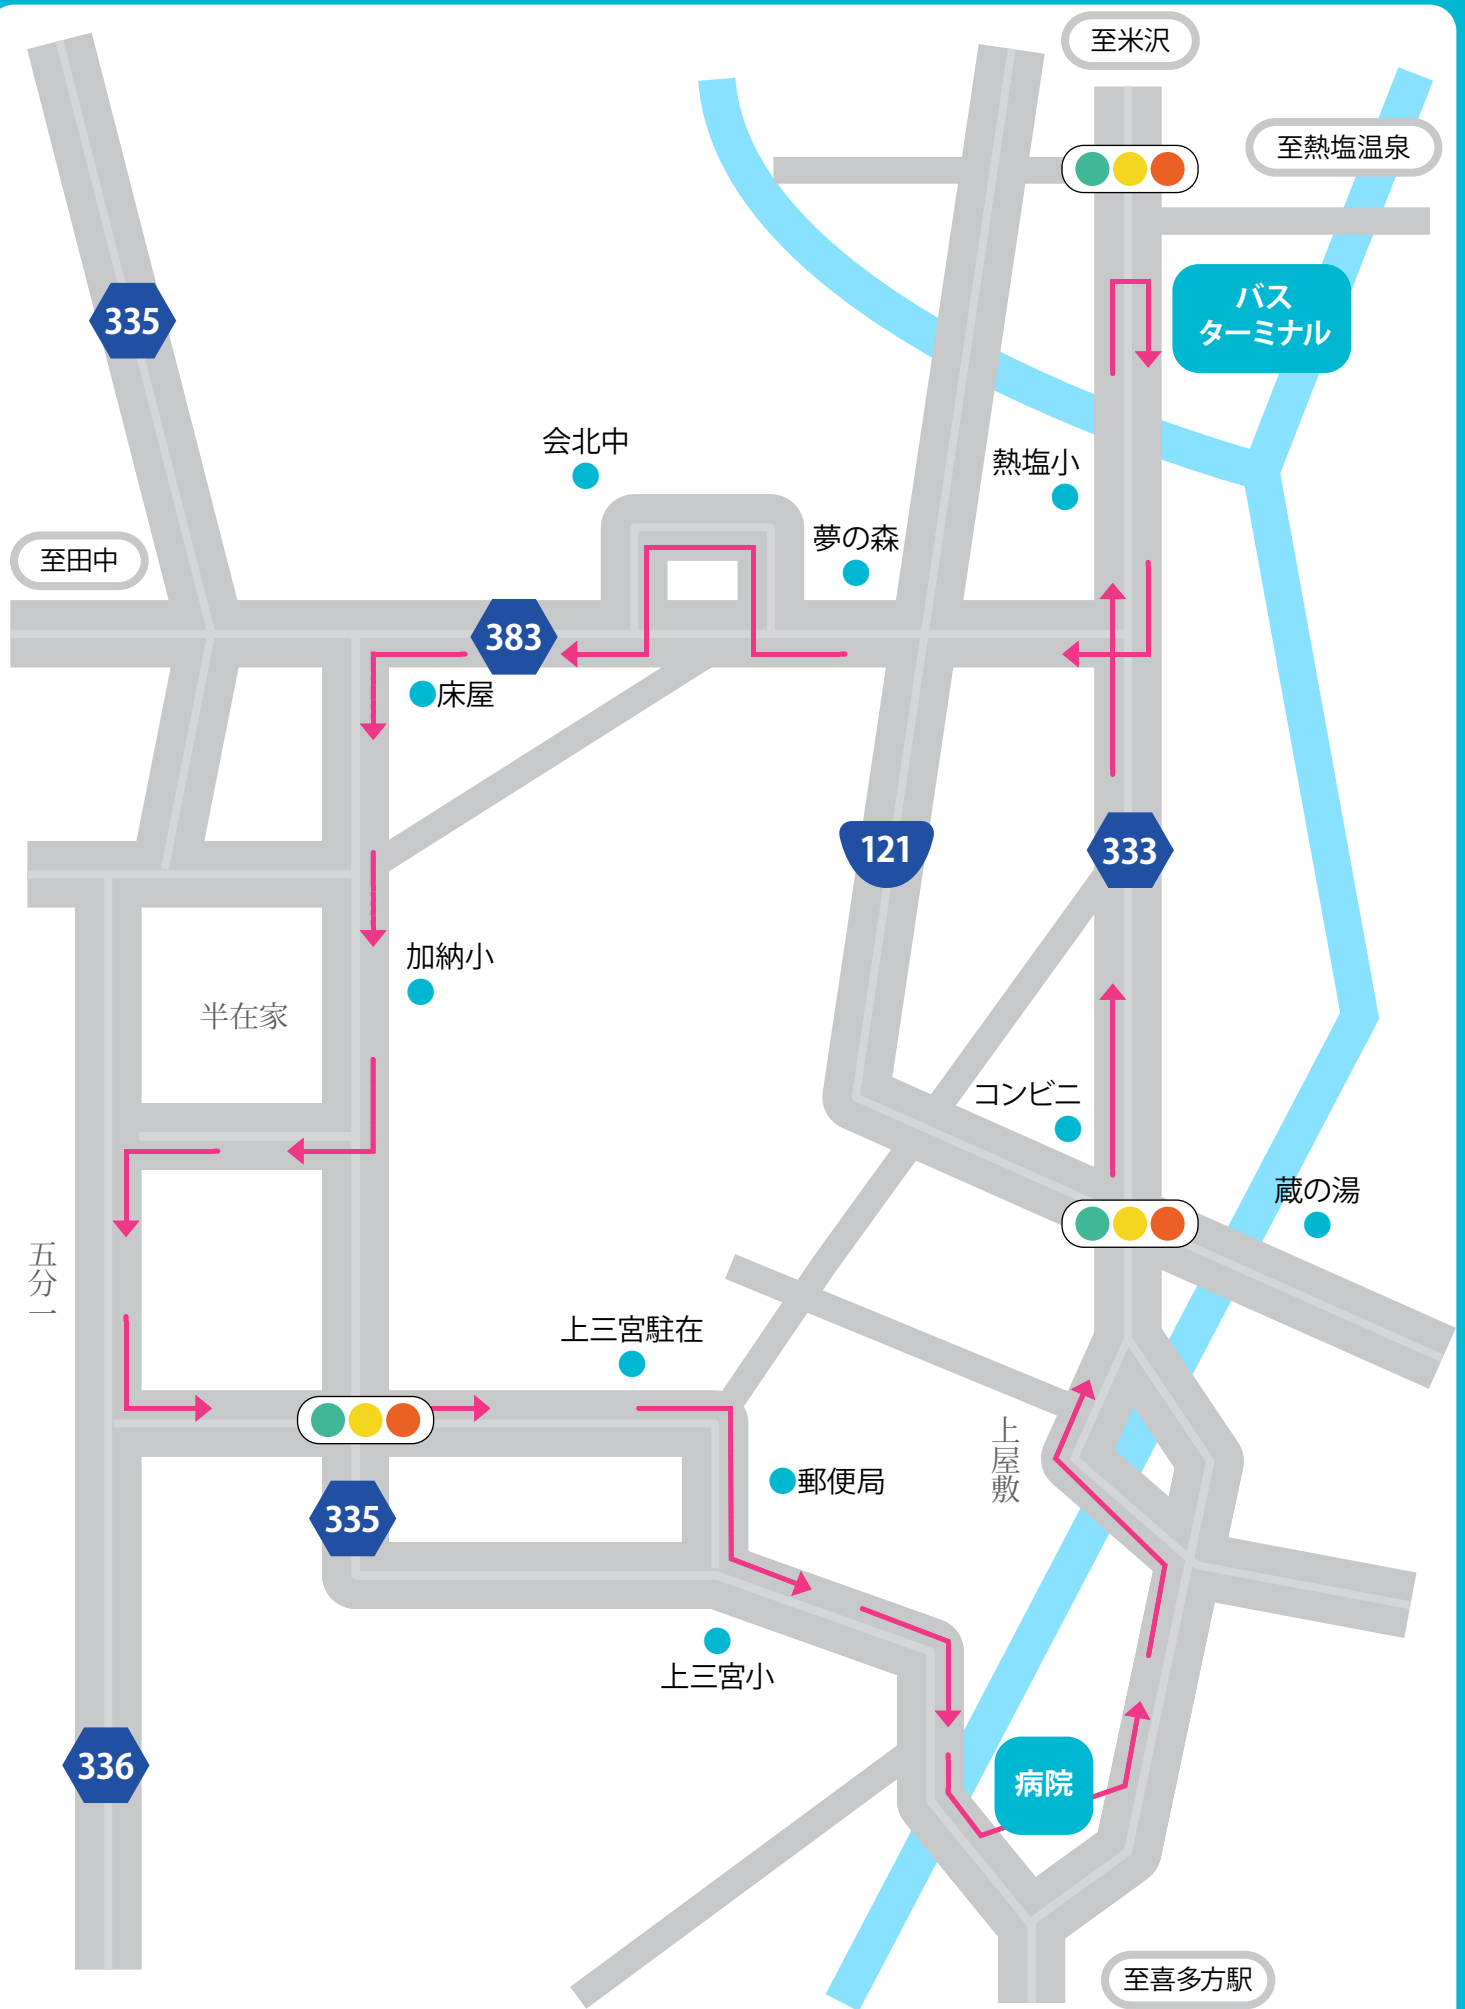 至米沢
至熱塩温泉
335
バス
ターミナル
会北中
熱塩小
夢の森
至田中
383
床屋
121
333
加納小
半在家
コンビニ
蔵の湯
五分一
上三宮駐在
上屋敷
郵便局
335
上三宮小
336
病院
至喜多方駅